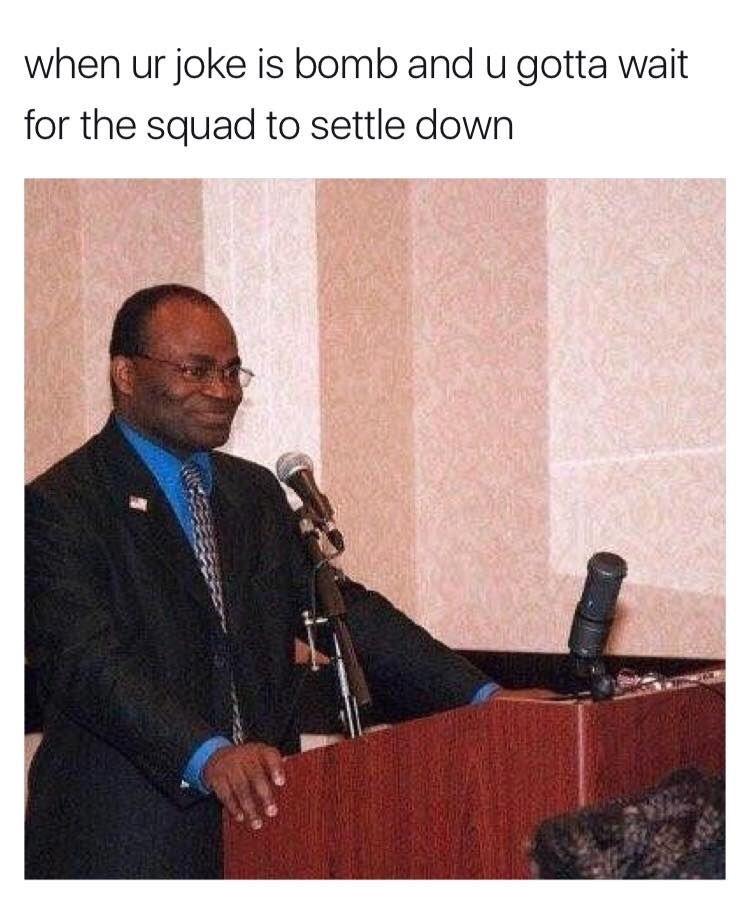 when ur joke is bomb and u gotta wait
for the squad to settle down